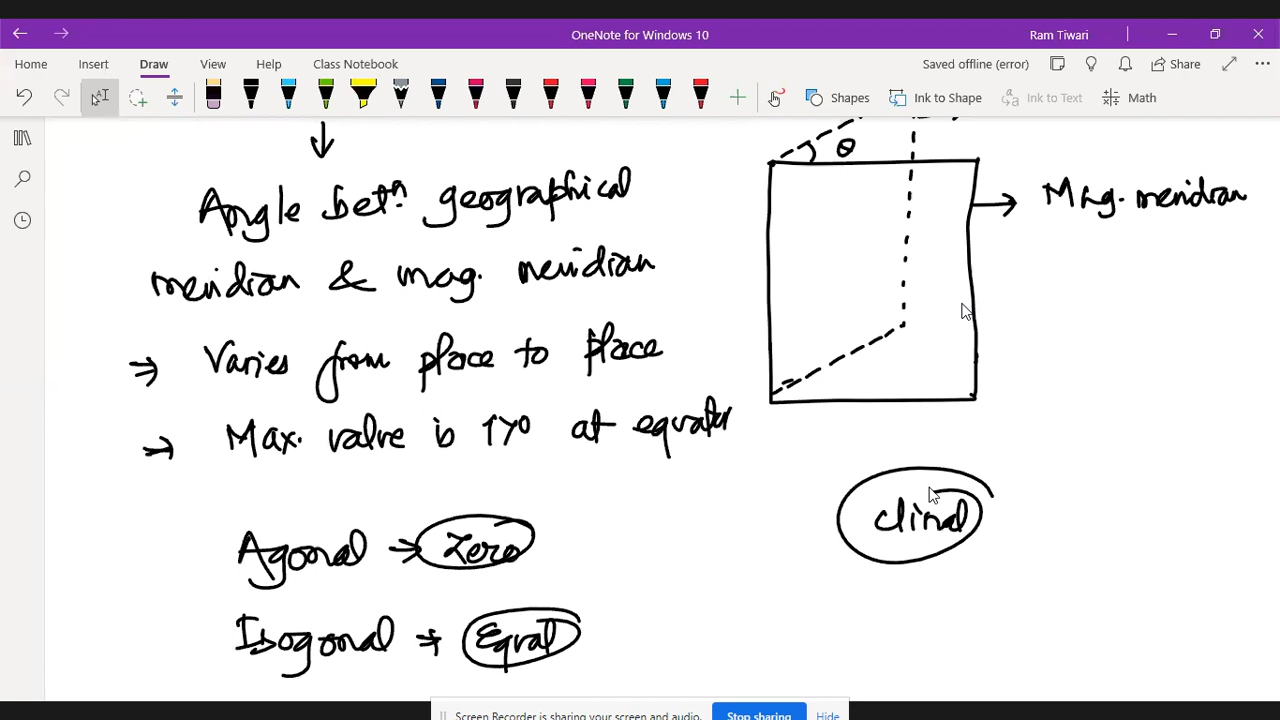 OneNote for Windows 10
Ram Tiwari
Home Insert Draw View Help Class Notebook
Saved offline (error) Share
Shapes Ink to Shape Ink to Text Math
θ
Angle betⁿ geographical
meridian & mag. meridian
Mag. meridian
⇒ Varies from place to place
⇒ Max. value is 17° at equator
clinal
Agonal → Zero
Isogonal → Equal
Screen Recorder is sharing your screen and audio. Stop sharing Hide